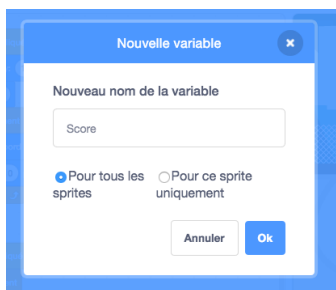 Nouvelle variable
Nouveau nom de la variable
Score
Pour tous les sprites
Pour ce sprite uniquement
Annuler
Ok